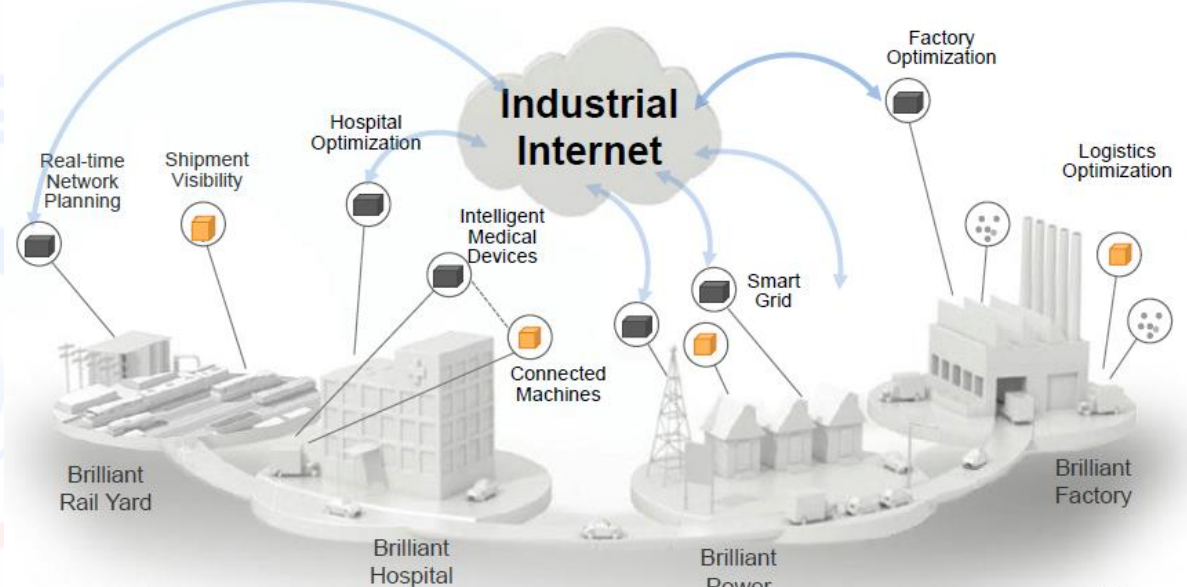 Industrial
Internet
Factory
Optimization
Hospital
Optimization
Real-time
Network
Planning
Shipment
Visibility
Logistics
Optimization
Intelligent
Medical
Devices
Smart
Grid
Connected
Machines
Brilliant
Rail Yard
Brilliant
Factory
Brilliant
Hospital
Brilliant
Power